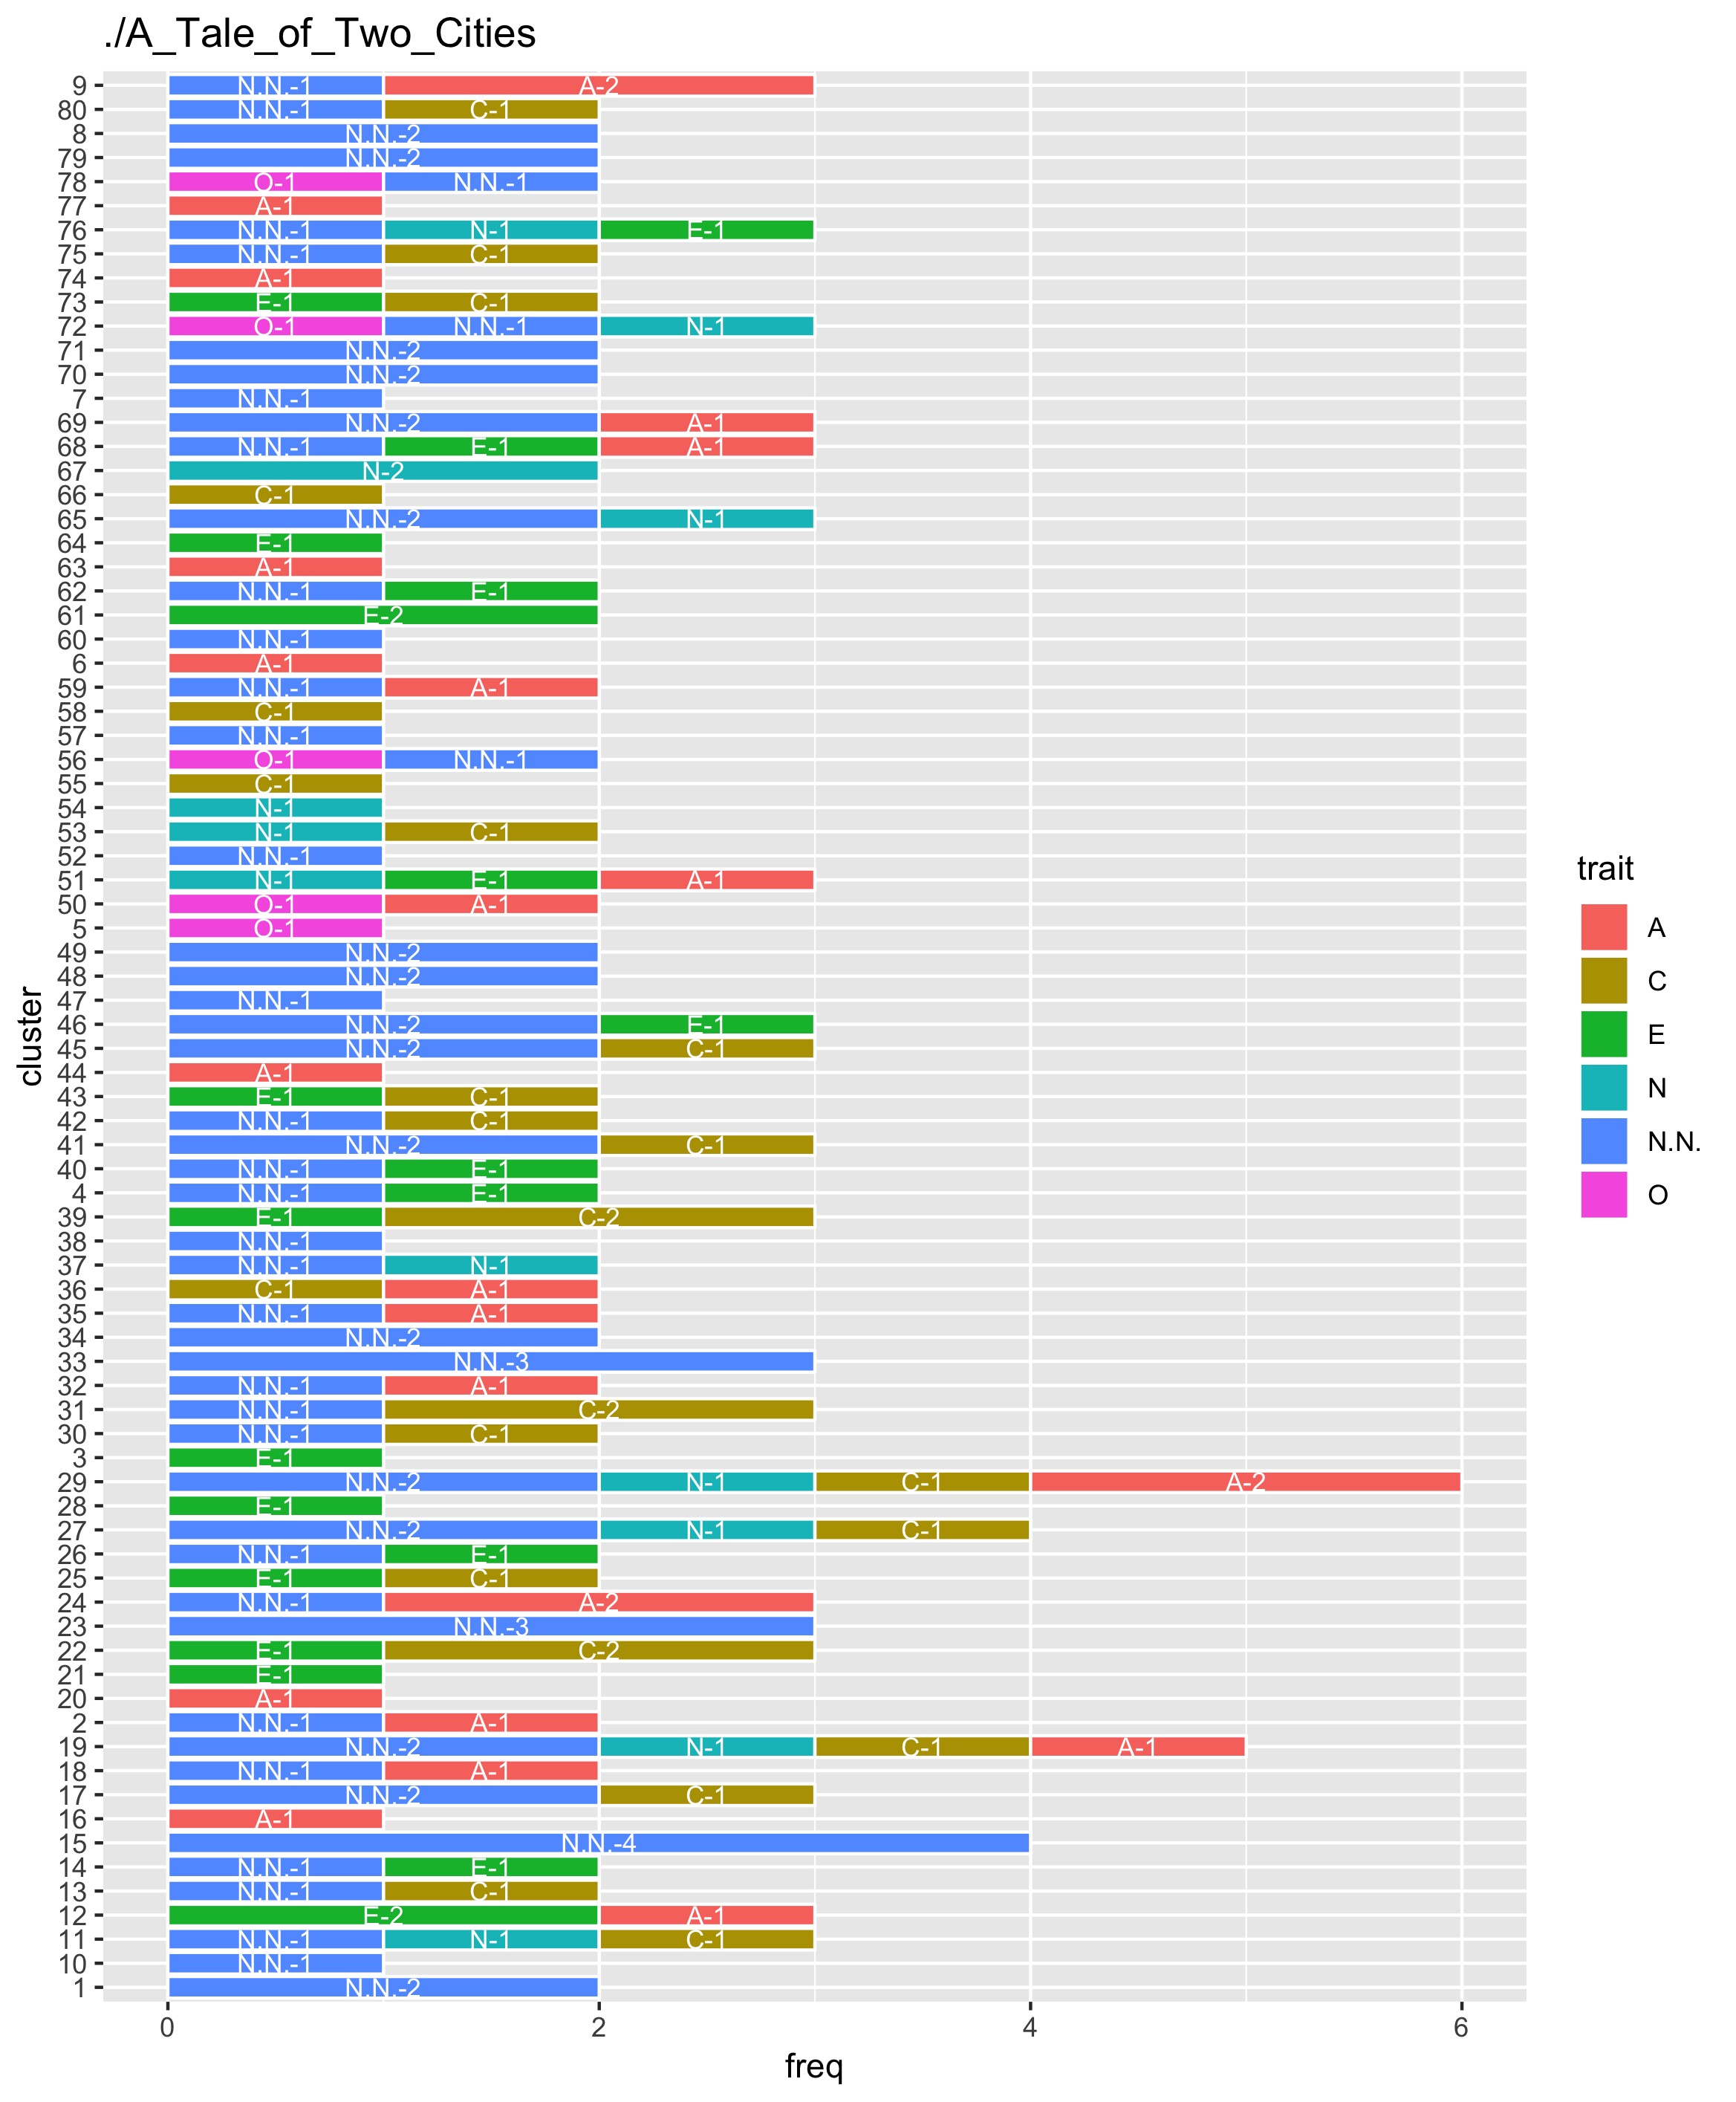 ./A_Tale_of_Two_Cities
9 N.N.-1 A-2
80 N.N.-1 C-1
8 N.N.-2
79 N.N.-2
78 O-1 N.N.-1
77 A-1
76 N.N.-1 N-1 E-1
75 N.N.-1 C-1
74 A-1
73 E-1 C-1
72 O-1 N.N.-1 N-1
71 N.N.-2
70 N.N.-2
7 N.N.-1
69 N.N.-2 A-1
68 N.N.-1 E-1 A-1
67 N-2
66 C-1
65 N.N.-2 N-1
64 E-1
63 A-1
62 N.N.-1 E-1
61 E-2
60 N.N.-1
6 A-1
59 N.N.-1 A-1
58 C-1
57 N.N.-1
56 O-1 N.N.-1
55 C-1
54 N-1
53 N-1 C-1
52 N.N.-1
51 N-1 E-1 A-1
50 O-1 A-1
5 O-1
49 N.N.-2
48 N.N.-2
47 N.N.-1
46 N.N.-2 E-1
45 N.N.-2 C-1
44 A-1
43 E-1 C-1
42 N.N.-1 C-1
41 N.N.-2 C-1
40 N.N.-1 E-1
4 N.N.-1 E-1
39 E-1 C-2
38 N.N.-1
37 N.N.-1 N-1
36 C-1 A-1
35 N.N.-1 A-1
34 N.N.-2
33 N.N.-3
32 N.N.-1 A-1
31 N.N.-1 C-2
30 N.N.-1 C-1
3 E-1
29 N.N.-2 N-1 C-1 A-2
28 E-1
27 N.N.-2 N-1 C-1
26 N.N.-1 E-1
25 E-1 C-1
24 N.N.-1 A-2
23 N.N.-3
22 E-1 C-2
21 E-1
20 A-1
2 N.N.-1 A-1
19 N.N.-2 N-1 C-1 A-1
18 N.N.-1 A-1
17 N.N.-2 C-1
16 A-1
15 N.N.-4
14 N.N.-1 E-1
13 N.N.-1 C-1
12 E-2 A-1
11 N.N.-1 N-1 C-1
10 N.N.-1
1 N.N.-2
0 2 4 6
freq
cluster
trait
A
C
E
N
N.N.
O